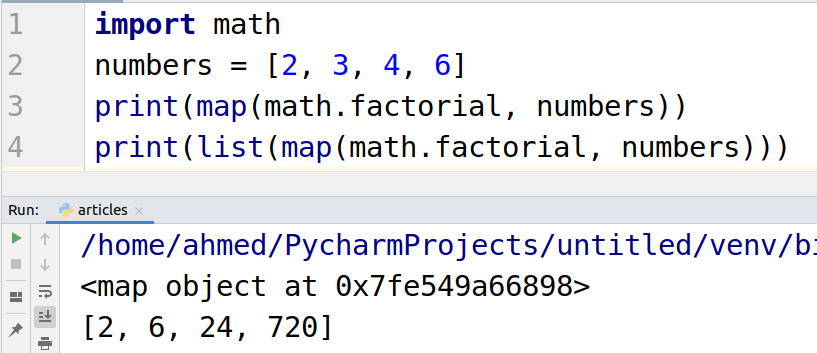 1 import math
2 numbers = [2, 3, 4, 6]
3 print(map(math.factorial, numbers))
4 print(list(map(math.factorial, numbers)))
Run: articles ×
/home/ahmed/PycharmProjects/untitled/venv/bi
<map object at 0x7fe549a66898>
[2, 6, 24, 720]